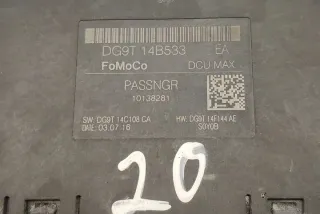 DG9T 14B533 EA
FoMoCo DCU MAX
PASSNGR
10138281
SW: DG9T 14C108 CA HW: DG9T 14F144 AE
DATE: 03.07.16 S0Y0B
20